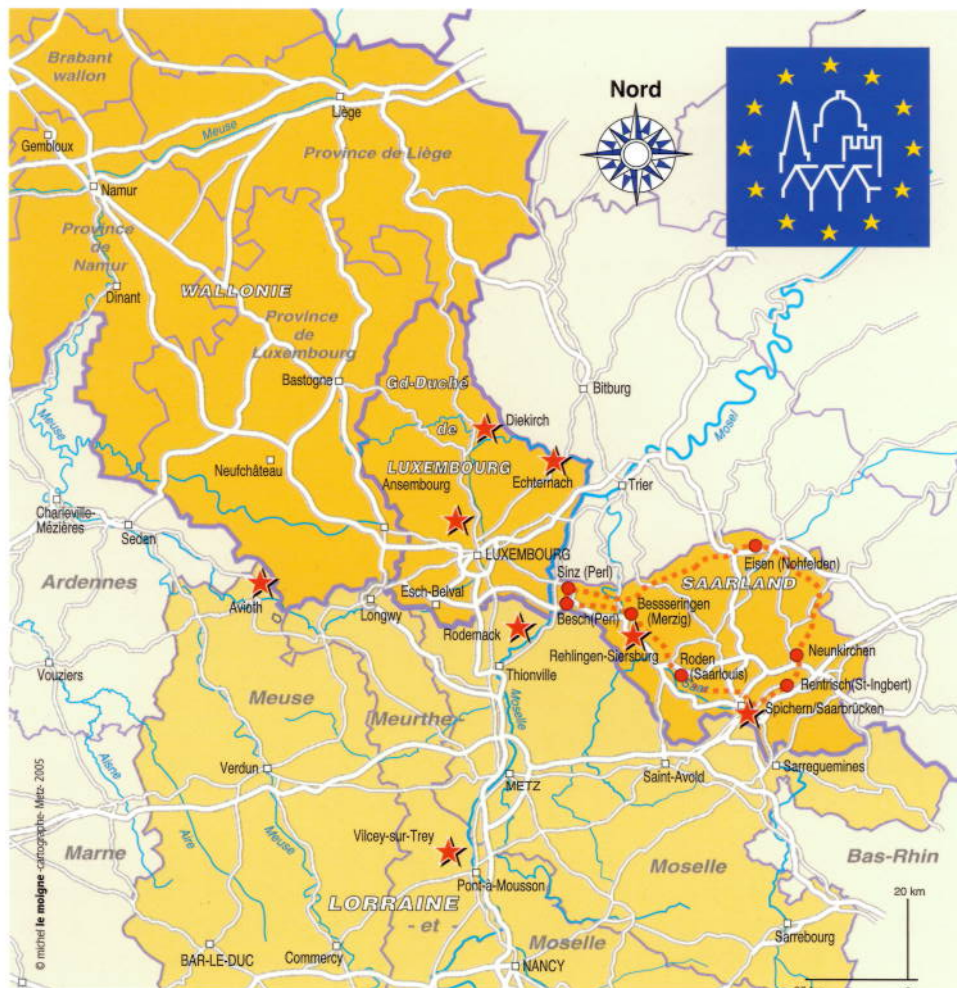 Brabant
wallon
Gembloux
Meuse
Liège
Nord
Province de Liège
Namur
Province
de
Namur
Dinant
WALLONIE
Province
de
Luxembourg
Bastogne
Gd-Duché
de
LUXEMBOURG
Diekirch
Bitburg
Mosel
Meuse
Neufchâteau
Ansembourg
Echternach
Trier
Charleville-
Mézières
Sedan
LUXEMBOURG
Eisen (Nohfelden)
Ardennes
Avioth
Esch-Belval
Sinz (Perl)
SAARLAND
Longwy
Besch(Perl)
Bessseringen
(Merzig)
Rodemack
Rehlingen-Siersburg
Neunkirchen
Vouziers
Thionville
Roden
(Saarlouis)
Saar
Rentrisch(St-Ingbert)
Meuse
Meurthe-
Moselle
Spichern/Saarbrücken
Aisne
Verdun
METZ
Saint-Avold
Sarreguemines
Aire
Meuse
Vilcey-sur-Trey
Marne
Moselle
Bas-Rhin
Pont-à-Mousson
20 km
LORRAINE
- et -
Moselle
Sarrebourg
BAR-LE-DUC
Commercy
NANCY
© michel le moigne -cartographe- Metz- 2005